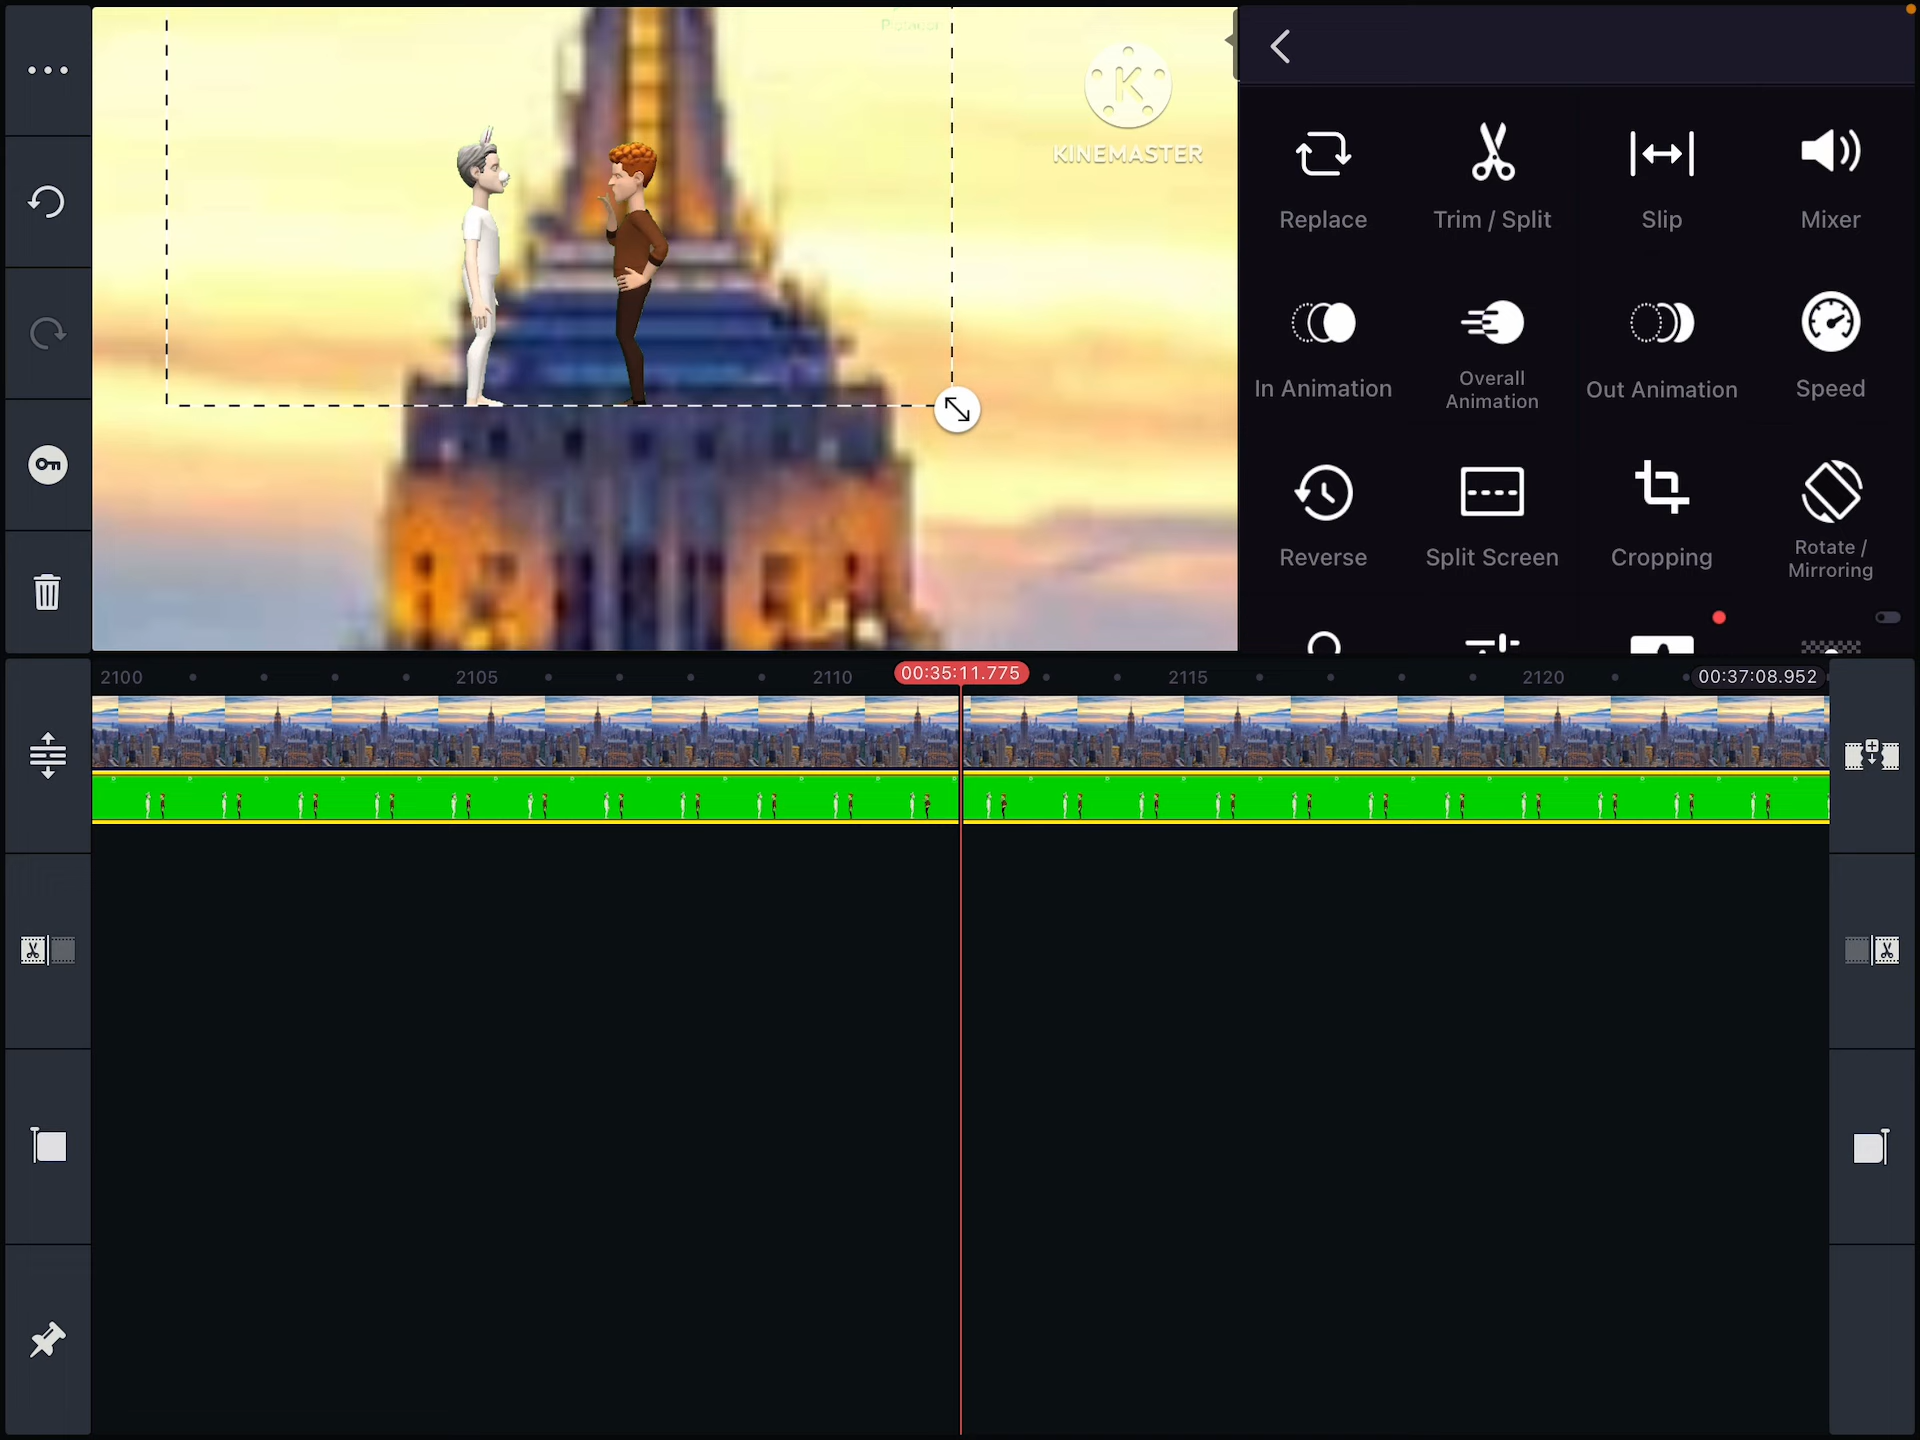 KINEMASTER
Replace
Trim / Split
Slip
Mixer
In Animation
Overall
Animation
Out Animation
Speed
Reverse
Split Screen
Cropping
Rotate /
Mirroring
2100
2105
2110
00:35:11.775
2115
2120
00:37:08.952